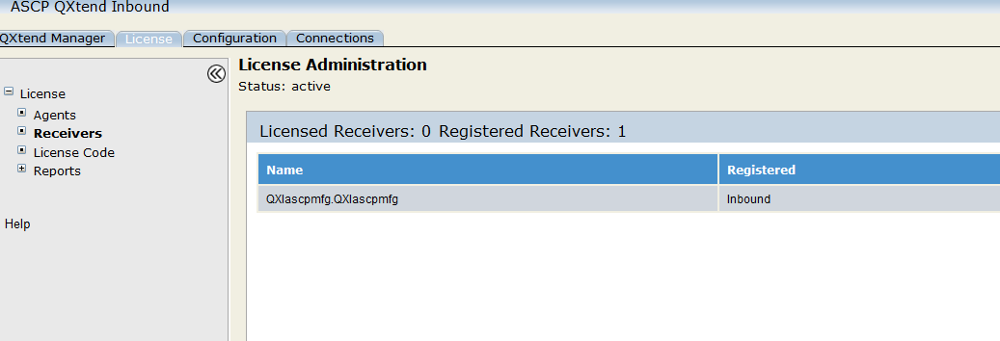 ASCP QXtend Inbound
QXtend Manager License Configuration Connections
License Administration
Status: active
License
Agents
Receivers
License Code
Reports
Help
Licensed Receivers: 0 Registered Receivers: 1
Name Registered
QXIascpmfg.QXIascpmfg Inbound